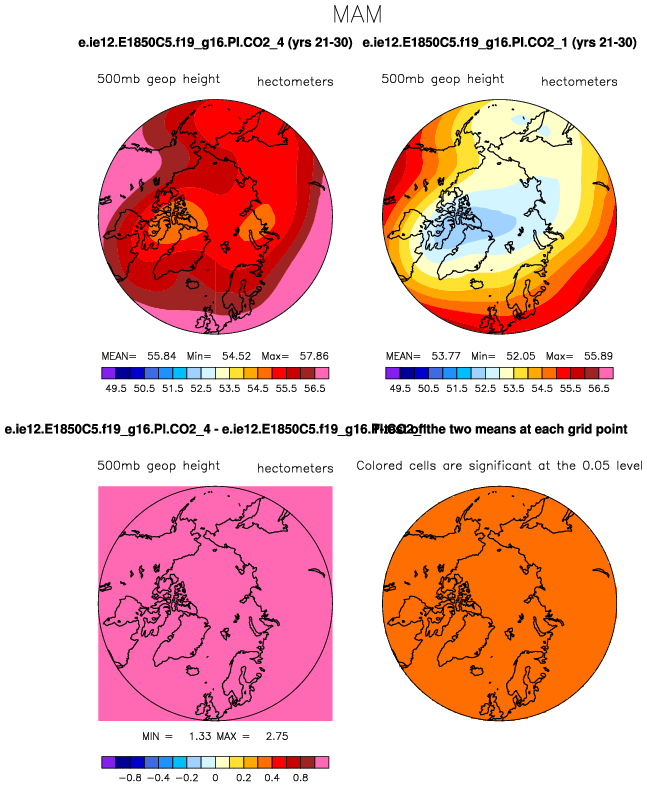 MAM
e.ie12.E1850C5.f19_g16.PI.CO2_4 (yrs 21-30) e.ie12.E1850C5.f19_g16.PI.CO2_1 (yrs 21-30)
500mb geop height hectometers 500mb geop height hectometers
MEAN= 55.84 Min= 54.52 Max= 57.86 MEAN= 53.77 Min= 52.05 Max= 55.89
49.5 50.5 51.5 52.5 53.5 54.5 55.5 56.5 49.5 50.5 51.5 52.5 53.5 54.5 55.5 56.5
e.ie12.E1850C5.f19_g16.PI.CO2_4 - e.ie12.E1850C5.f19_g16.PI.CO2_1 the two means at each grid point
500mb geop height hectometers Colored cells are significant at the 0.05 level
MIN = 1.33 MAX = 2.75
-0.8 -0.4 -0.2 0 0.2 0.4 0.8